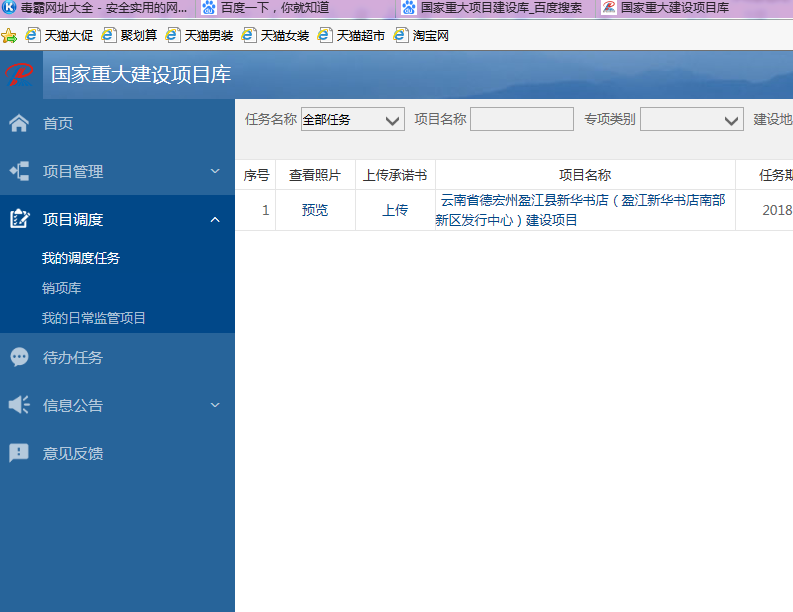 毒霸网址大全 - 安全实用的网...
百度一下，你就知道
国家重大项目建设库_百度搜索
国家重大建设项目库
天猫大促 聚划算 天猫男装 天猫女装 天猫超市 淘宝网
国家重大建设项目库
首页
项目管理
项目调度
我的调度任务
销项库
我的日常监管项目
待办任务
信息公告
意见反馈
任务名称 全部任务 项目名称 专项类别 建设地
序号 查看照片 上传承诺书 项目名称 任务期
1 预览 上传 云南省德宏州盈江县新华书店（盈江新华书店南部 2018
新区发行中心）建设项目